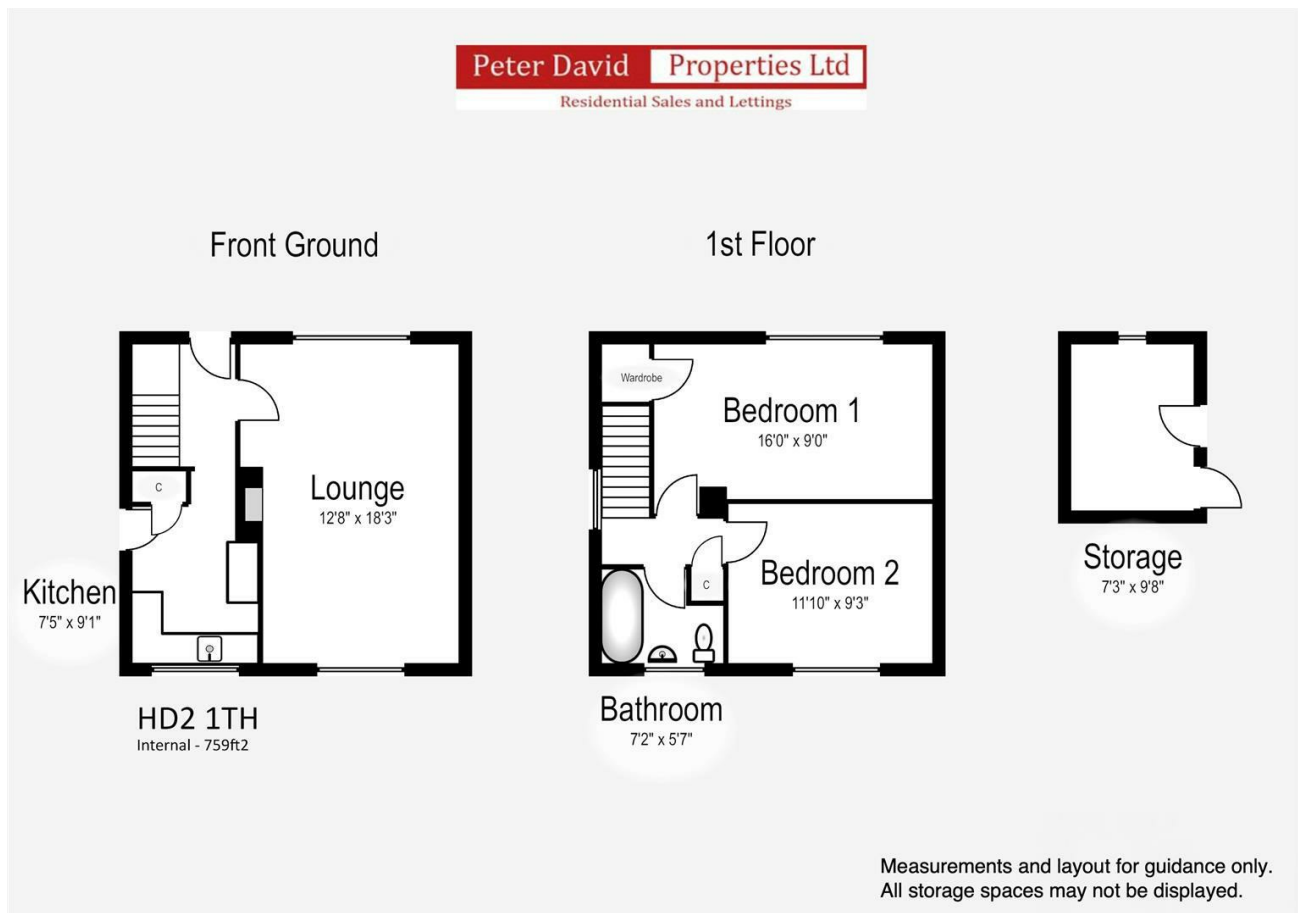 Peter David Properties Ltd
Residential Sales and Lettings
Front Ground
1st Floor
Wardrobe
Bedroom 1
16'0" x 9'0"
C
Lounge
12'8" x 18'3"
Kitchen
7'5" x 9'1"
C
Bedroom 2
11'10" x 9'3"
Storage
7'3" x 9'8"
HD2 1TH
Internal - 759ft2
Bathroom
7'2" x 5'7"
Measurements and layout for guidance only.
All storage spaces may not be displayed.